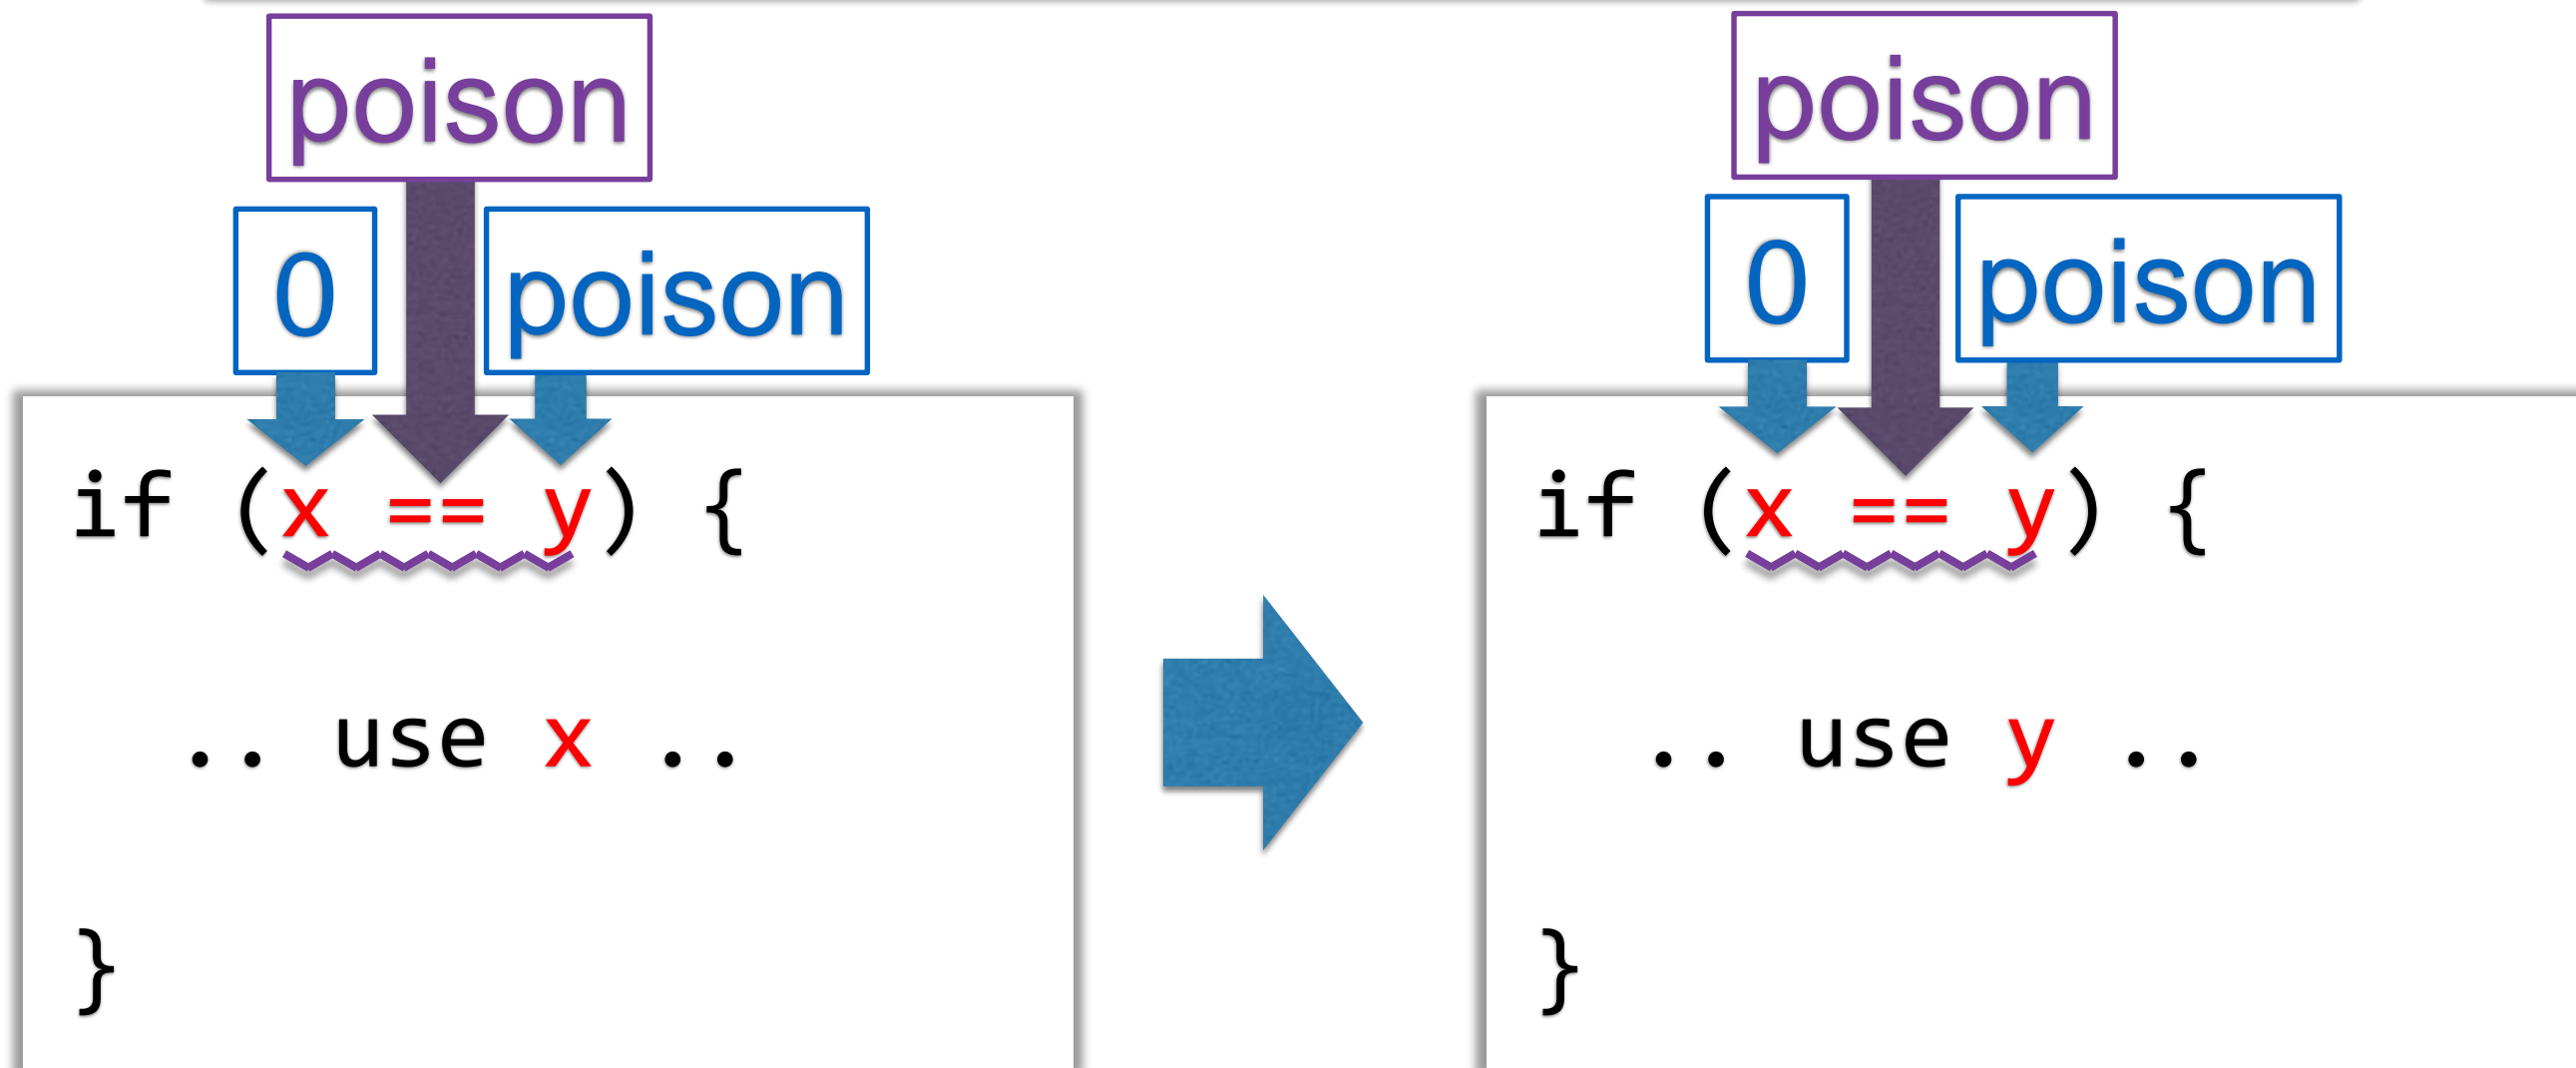 poison
0 poison
if (x == y) {
.. use x ..
}
poison
0 poison
if (x == y) {
.. use y ..
}